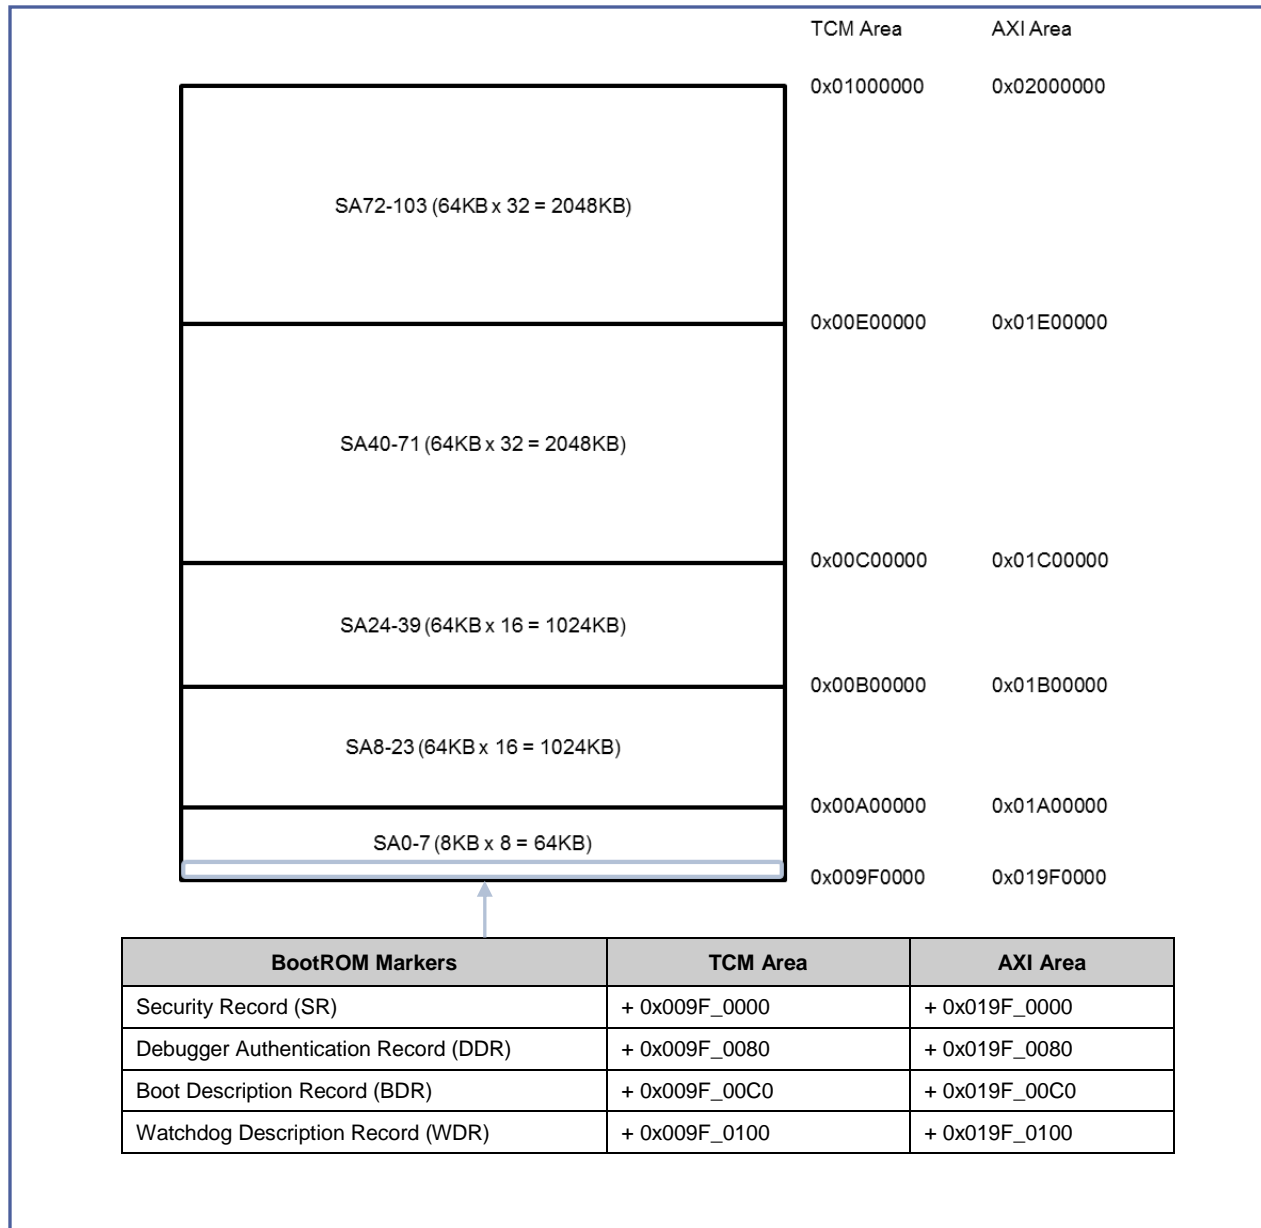 TCM Area AXI Area
0x01000000 0x02000000
SA72-103 (64KB x 32 = 2048KB)
0x00E00000 0x01E00000
SA40-71 (64KB x 32 = 2048KB)
0x00C00000 0x01C00000
SA24-39 (64KB x 16 = 1024KB)
0x00B00000 0x01B00000
SA8-23 (64KB x 16 = 1024KB)
0x00A00000 0x01A00000
SA0-7 (8KB x 8 = 64KB)
0x009F0000 0x019F0000
BootROM Markers TCM Area AXI Area
Security Record (SR) + 0x009F_0000 + 0x019F_0000
Debugger Authentication Record (DDR) + 0x009F_0080 + 0x019F_0080
Boot Description Record (BDR) + 0x009F_00C0 + 0x019F_00C0
Watchdog Description Record (WDR) + 0x009F_0100 + 0x019F_0100